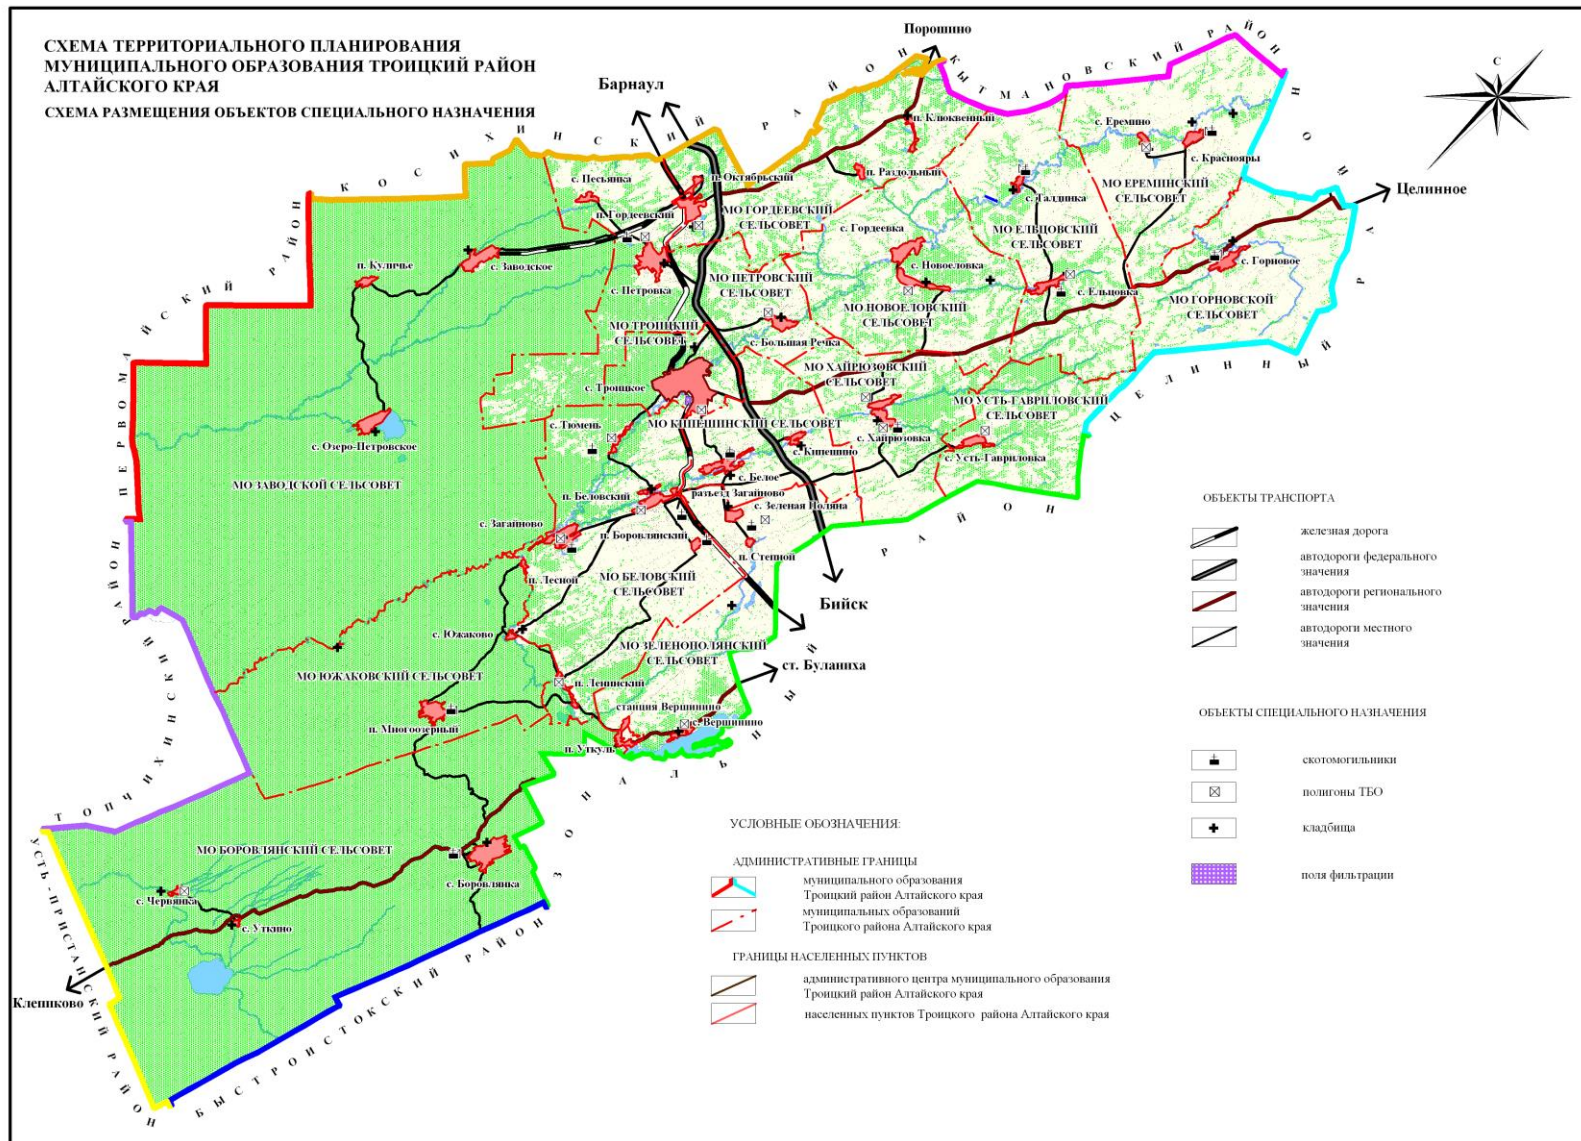 СХЕМА ТЕРРИТОРИАЛЬНОГО ПЛАНИРОВАНИЯ
МУНИЦИПАЛЬНОГО ОБРАЗОВАНИЯ ТРОИЦКИЙ РАЙОН
АЛТАЙСКОГО КРАЯ
СХЕМА РАЗМЕЩЕНИЯ ОБЪЕКТОВ СПЕЦИАЛЬНОГО НАЗНАЧЕНИЯ
Порошино
Барнаул
С
Целинное
КОСИХИНСКИЙ РАЙОН
КЫТМАНОВСКИЙ РАЙОН
ЦЕЛИННЫЙ РАЙОН
ПЕРВОМАЙСКИЙ РАЙОН
п. Клюквенный
с. Еремино
с. Краснояры
с. Песьянка
п. Октябрьский
п. Раздольный
МО ЕРЕМИНСКИЙ
СЕЛЬСОВЕТ
с. Талдинка
п. Гордеевский
МО ГОРДЕЕВСКИЙ
СЕЛЬСОВЕТ
с. Гордеевка
МО ЕЛЬЦОВСКИЙ
СЕЛЬСОВЕТ
п. Куличье
с. Заводское
с. Новоеловка
с. Горновое
с. Петровка
МО ПЕТРОВСКИЙ
СЕЛЬСОВЕТ
с. Ельцовка
МО ГОРНОВСКОЙ
СЕЛЬСОВЕТ
МО НОВОЕЛОВСКИЙ
СЕЛЬСОВЕТ
МО ТРОИЦКИЙ
СЕЛЬСОВЕТ
с. Большая Речка
МО ХАЙРЮЗОВСКИЙ
СЕЛЬСОВЕТ
с. Троицкое
МО УСТЬ-ГАВРИЛОВСКИЙ
СЕЛЬСОВЕТ
с. Тюмень
МО КИПЕШИНСКИЙ СЕЛЬСОВЕТ
с. Хайрюзовка
с. Озеро-Петровское
с. Кипешино
с. Усть-Гавриловка
МО ЗАВОДСКОЙ СЕЛЬСОВЕТ
с. Белое
п. Беловский
разъезд Загайново
с. Зеленая Поляна
с. Загайново
п. Боровлянский
п. Степной
п. Лесной
МО БЕЛОВСКИЙ
СЕЛЬСОВЕТ
Бийск
с. Южаково
МО ЗЕЛЕНОПОЛЯНСКИЙ
СЕЛЬСОВЕТ
ст. Буланиха
МО ЮЖАКОВСКИЙ СЕЛЬСОВЕТ
п. Ленинский
станция Вершинино
с. Вершинино
п. Многоозерный
п. Уткуль
ТОПЧИХИНСКИЙ РАЙОН
ЗОНАЛЬНЫЙ РАЙОН
МО БОРОВЛЯНСКИЙ СЕЛЬСОВЕТ
с. Боровлянка
с. Червянка
с. Уткино
Клепиково
УСТЬ-ПРИСТАНСКИЙ РАЙОН
БЫСТРОИСТОКСКИЙ РАЙОН
ОБЪЕКТЫ ТРАНСПОРТА
железная дорога
автодороги федерального
значения
автодороги регионального
значения
автодороги местного
значения
ОБЪЕКТЫ СПЕЦИАЛЬНОГО НАЗНАЧЕНИЯ
скотомогильники
полигоны ТБО
кладбища
поля фильтрации
УСЛОВНЫЕ ОБОЗНАЧЕНИЯ:
АДМИНИСТРАТИВНЫЕ ГРАНИЦЫ
муниципального образования
Троицкий район Алтайского края
муниципальных образований
Троицкого района Алтайского края
ГРАНИЦЫ НАСЕЛЕННЫХ ПУНКТОВ
административного центра муниципального образования
Троицкий район Алтайского края
населенных пунктов Троицкого района Алтайского края